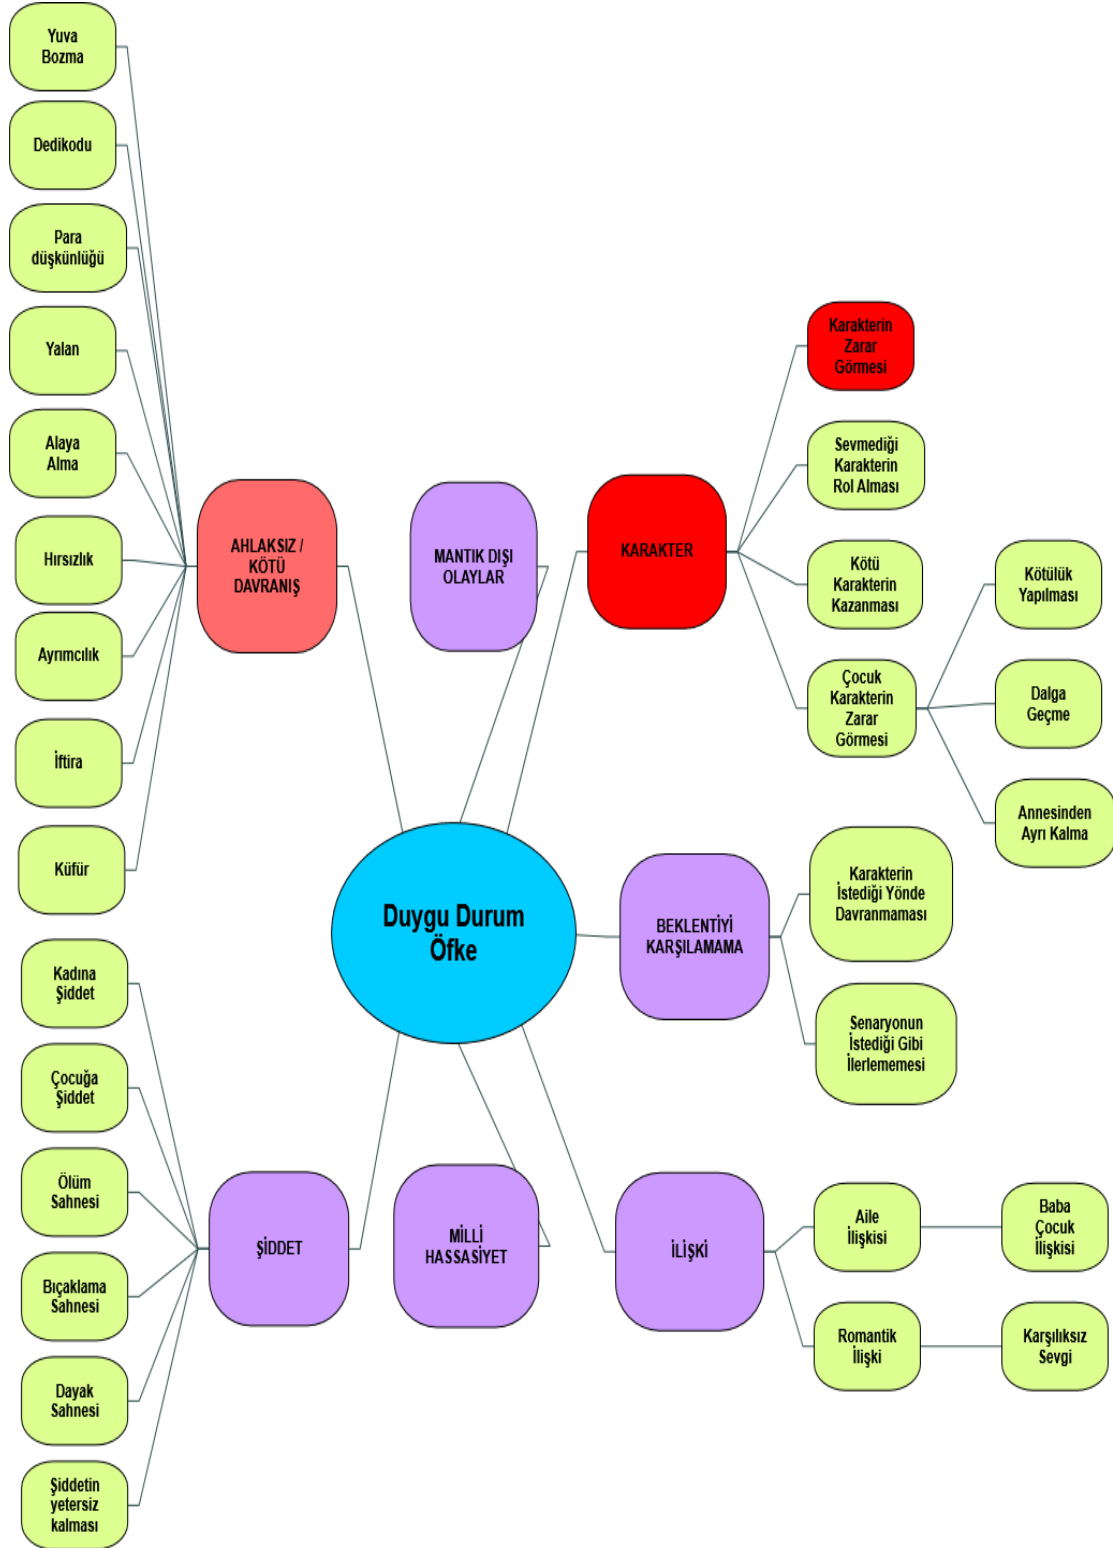 Yuva
Bozma
Dedikodu
Para
düşkünlüğü
Yalan
Alaya
Alma
Hırsızlık
Ayrımcılık
İftira
Küfür
AHLAKSIZ /
KÖTÜ
DAVRANIŞ
MANTIK DIŞI
OLAYLAR
KARAKTER
Karakterin
Zarar
Görmesi
Sevmediği
Karakterin
Rol Alması
Kötü
Karakterin
Kazanması
Çocuk
Karakterin
Zarar
Görmesi
Kötülük
Yapılması
Dalga
Geçme
Annesinden
Ayrı Kalma
Duygu Durum
Öfke
BEKLENTİYİ
KARŞILAMAMA
Karakterin
İstediği Yönde
Davranmaması
Senaryonun
İstediği Gibi
İlerlememesi
Kadına
Şiddet
Çocuğa
Şiddet
Ölüm
Sahnesi
Bıçaklama
Sahnesi
Dayak
Sahnesi
Şiddetin
yetersiz
kalması
ŞİDDET
MİLLİ
HASSASİYET
İLİŞKİ
Aile
İlişkisi
Baba
Çocuk
İlişkisi
Romantik
İlişki
Karşılıksız
Sevgi